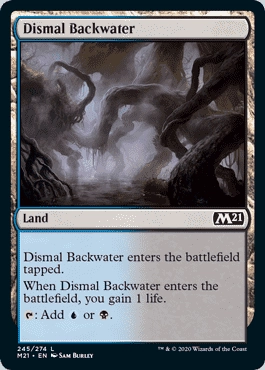 Dismal Backwater
Land
M21
Dismal Backwater enters the battlefield
tapped.
When Dismal Backwater enters the
battlefield, you gain 1 life.
: Add or .
245/274 L
M21 • EN SAM BURLEY
™ & © 2020 Wizards of the Coast